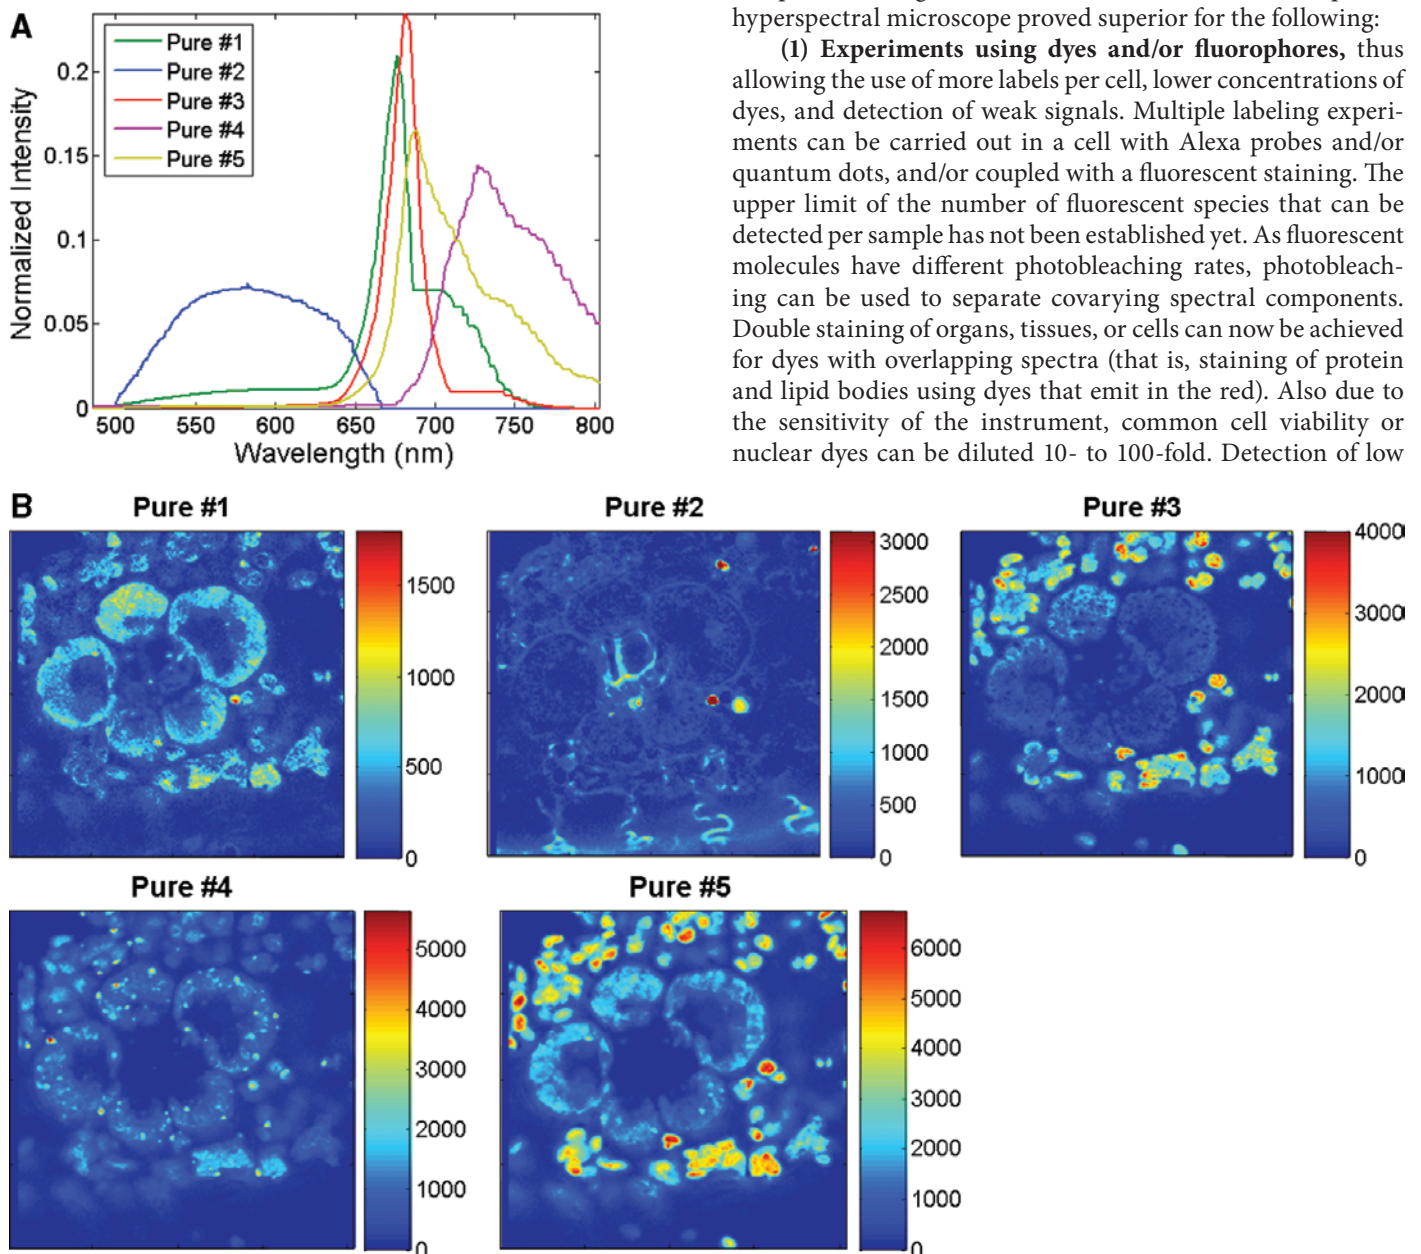 A
Pure #1
Pure #2
Pure #3
Pure #4
Pure #5
Normalized Intensity
0.2
0.15
0.1
0.05
0
500 550 600 650 700 750 800
Wavelength (nm)
hyperspectral microscope proved superior for the following:
(1) Experiments using dyes and/or fluorophores, thus
allowing the use of more labels per cell, lower concentrations of
dyes, and detection of weak signals. Multiple labeling experi-
ments can be carried out in a cell with Alexa probes and/or
quantum dots, and/or coupled with a fluorescent staining. The
upper limit of the number of fluorescent species that can be
detected per sample has not been established yet. As fluorescent
molecules have different photobleaching rates, photobleach-
ing can be used to separate covarying spectral components.
Double staining of organs, tissues, or cells can now be achieved
for dyes with overlapping spectra (that is, staining of protein
and lipid bodies using dyes that emit in the red). Also due to
the sensitivity of the instrument, common cell viability or
nuclear dyes can be diluted 10- to 100-fold. Detection of low
B
Pure #1
1500
1000
500
0
Pure #2
3000
2500
2000
1500
1000
500
0
Pure #3
4000
3000
2000
1000
0
Pure #4
5000
4000
3000
2000
1000
0
Pure #5
6000
5000
4000
3000
2000
1000
0